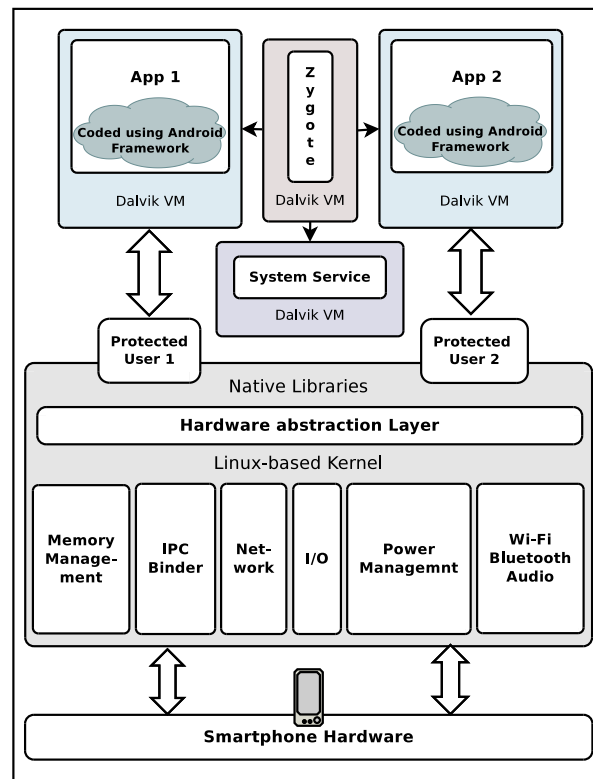 App 1
Coded using Android
Framework
Dalvik VM
Zygote
Dalvik VM
App 2
Coded using Android
Framework
Dalvik VM
System Service
Dalvik VM
Protected
User 1
Protected
User 2
Native Libraries
Hardware abstraction Layer
Linux-based Kernel
Memory
Manage-
ment
IPC
Binder
Net-
work
I/O
Power
Managemnt
Wi-Fi
Bluetooth
Audio
Smartphone Hardware